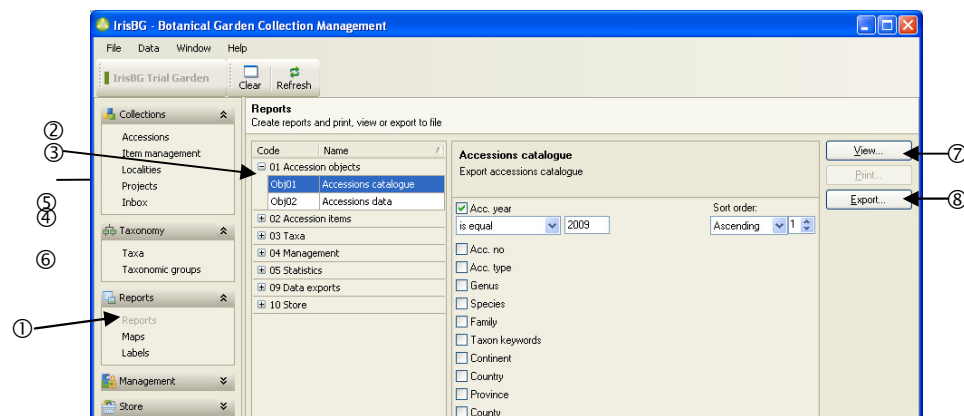 IrisBG - Botanical Garden Collection Management
File Data Window Help
IrisBG Trial Garden
Clear Refresh
Collections
Accessions
Item management
Localities
Projects
Inbox
Taxonomy
Taxa
Taxonomic groups
Reports
Reports
Maps
Labels
Management
Store
Reports
Create reports and print, view or export to file
Code Name
01 Accession objects
Obj01 Accessions catalogue
Obj02 Accessions data
02 Accession items
03 Taxa
04 Management
05 Statistics
09 Data exports
10 Store
Accessions catalogue
Export accessions catalogue
Acc. year
Sort order:
is equal 2009 Ascending 1
Acc. no
Acc. type
Genus
Species
Family
Taxon keywords
Continent
Country
Province
County
View...
Print...
Export...
②
③
⑤
④
⑥
①
⑦
⑧